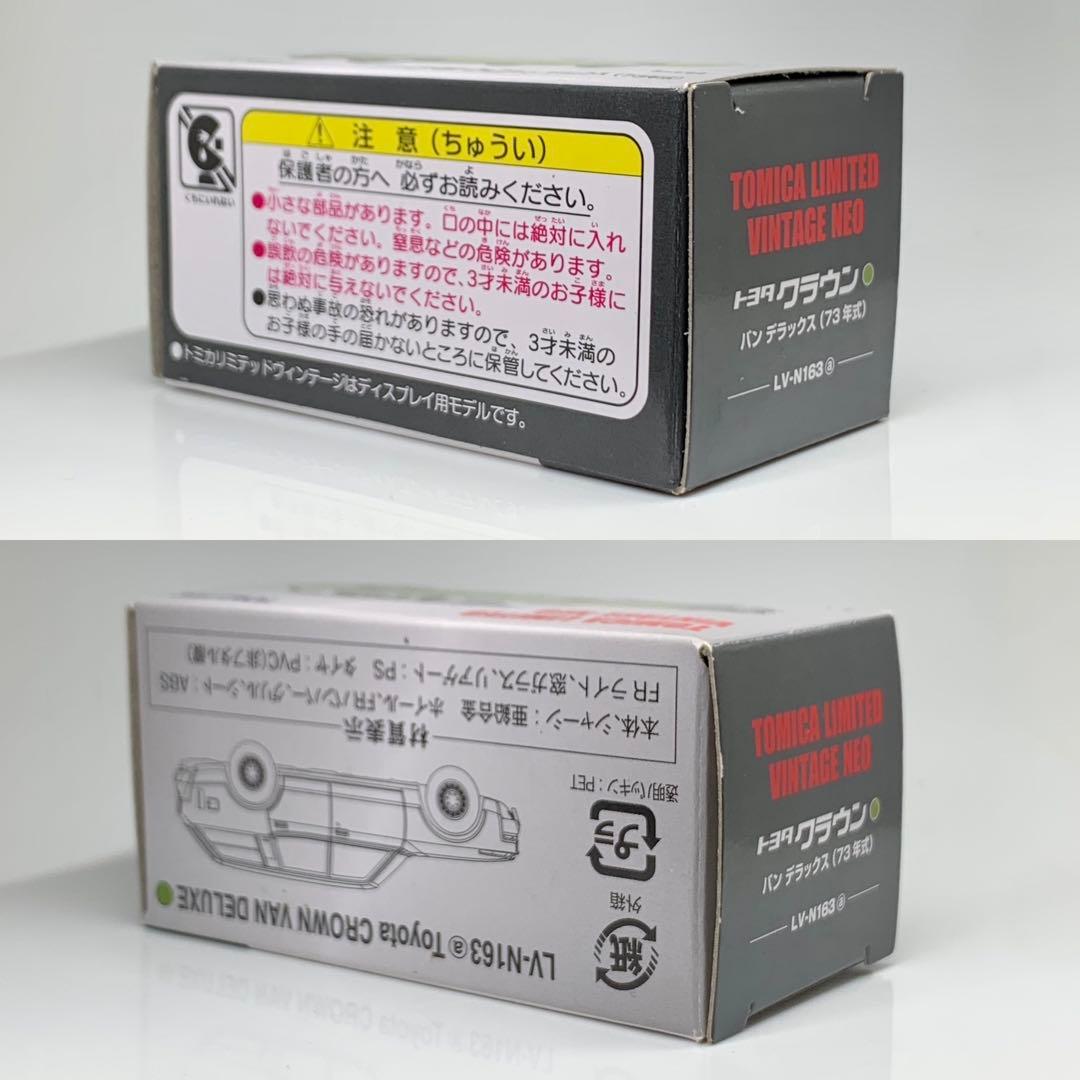 くちにいれない
注意（ちゅうい）
保護者の方へ 必ずお読みください。
●小さな部品があります。口の中には絶対に入れ
ないでください。窒息などの危険があります。
●誤飲の危険がありますので、3才未満のお子様に
は絶対に与えないでください。
●思わぬ事故の恐れがありますので、3才未満の
お子様の手の届かないところに保管してください。
●トミカリミテッドヴィンテージはディスプレイ用モデルです。
TOMICA LIMITED
VINTAGE NEO
トヨタ クラウン
バン デラックス（73年式）
LV-N163ⓐ
LV-N163ⓐ Toyota CROWN VAN DELUXE
紙
外箱
プラ
透明パッキン：PET
材質表示
本体、シャーシ：亜鉛合金 ホイール、FRバンパー、グリル、シート：ABS
FRライト、窓ガラス、リアゲート：PS タイヤ：PVC(非フタル酸)
TOMICA LIMITED
VINTAGE NEO
トヨタ クラウン
バン デラックス（73年式）
LV-N163ⓐ